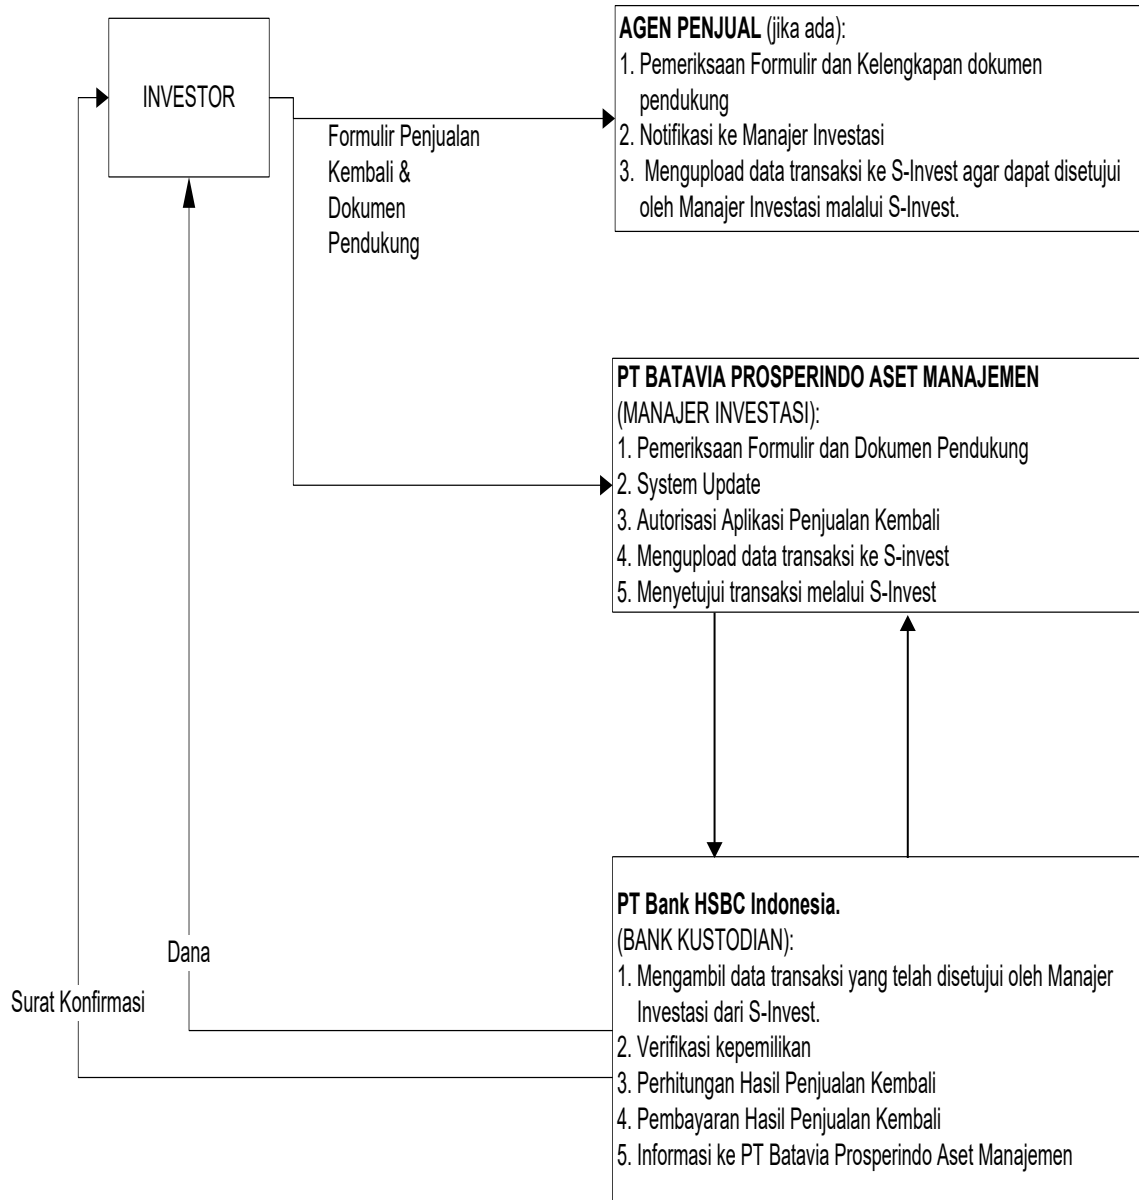 INVESTOR
Formulir Penjualan
Kembali &
Dokumen
Pendukung
AGEN PENJUAL (jika ada):
1. Pemeriksaan Formulir dan Kelengkapan dokumen
pendukung
2. Notifikasi ke Manajer Investasi
3. Mengupload data transaksi ke S-Invest agar dapat disetujui
oleh Manajer Investasi malalui S-Invest.
PT BATAVIA PROSPERINDO ASET MANAJEMEN
(MANAJER INVESTASI):
1. Pemeriksaan Formulir dan Dokumen Pendukung
2. System Update
3. Autorisasi Aplikasi Penjualan Kembali
4. Mengupload data transaksi ke S-invest
5. Menyetujui transaksi melalui S-Invest
Dana
Surat Konfirmasi
PT Bank HSBC Indonesia.
(BANK KUSTODIAN):
1. Mengambil data transaksi yang telah disetujui oleh Manajer
Investasi dari S-Invest.
2. Verifikasi kepemilikan
3. Perhitungan Hasil Penjualan Kembali
4. Pembayaran Hasil Penjualan Kembali
5. Informasi ke PT Batavia Prosperindo Aset Manajemen